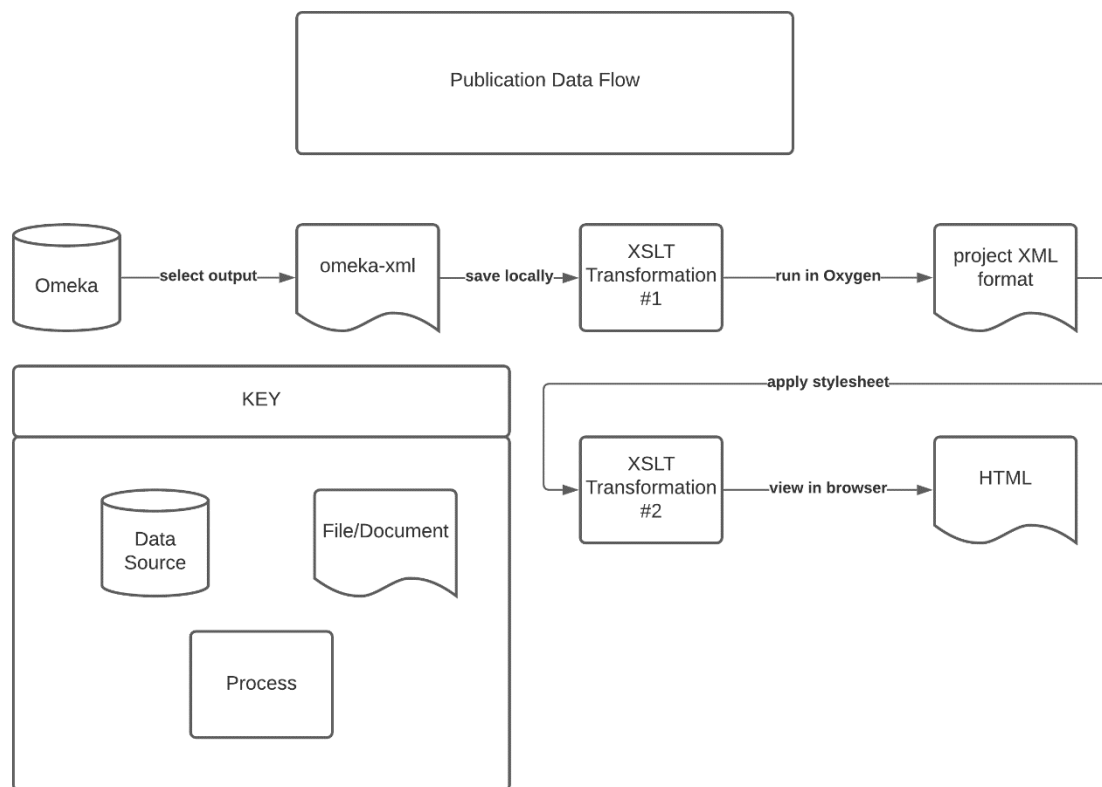 Publication Data Flow
Omeka
select output
omeka-xml
save locally
XSLT
Transformation
#1
run in Oxygen
project XML
format
apply stylesheet
XSLT
Transformation
#2
view in browser
HTML
KEY
Data
Source
File/Document
Process